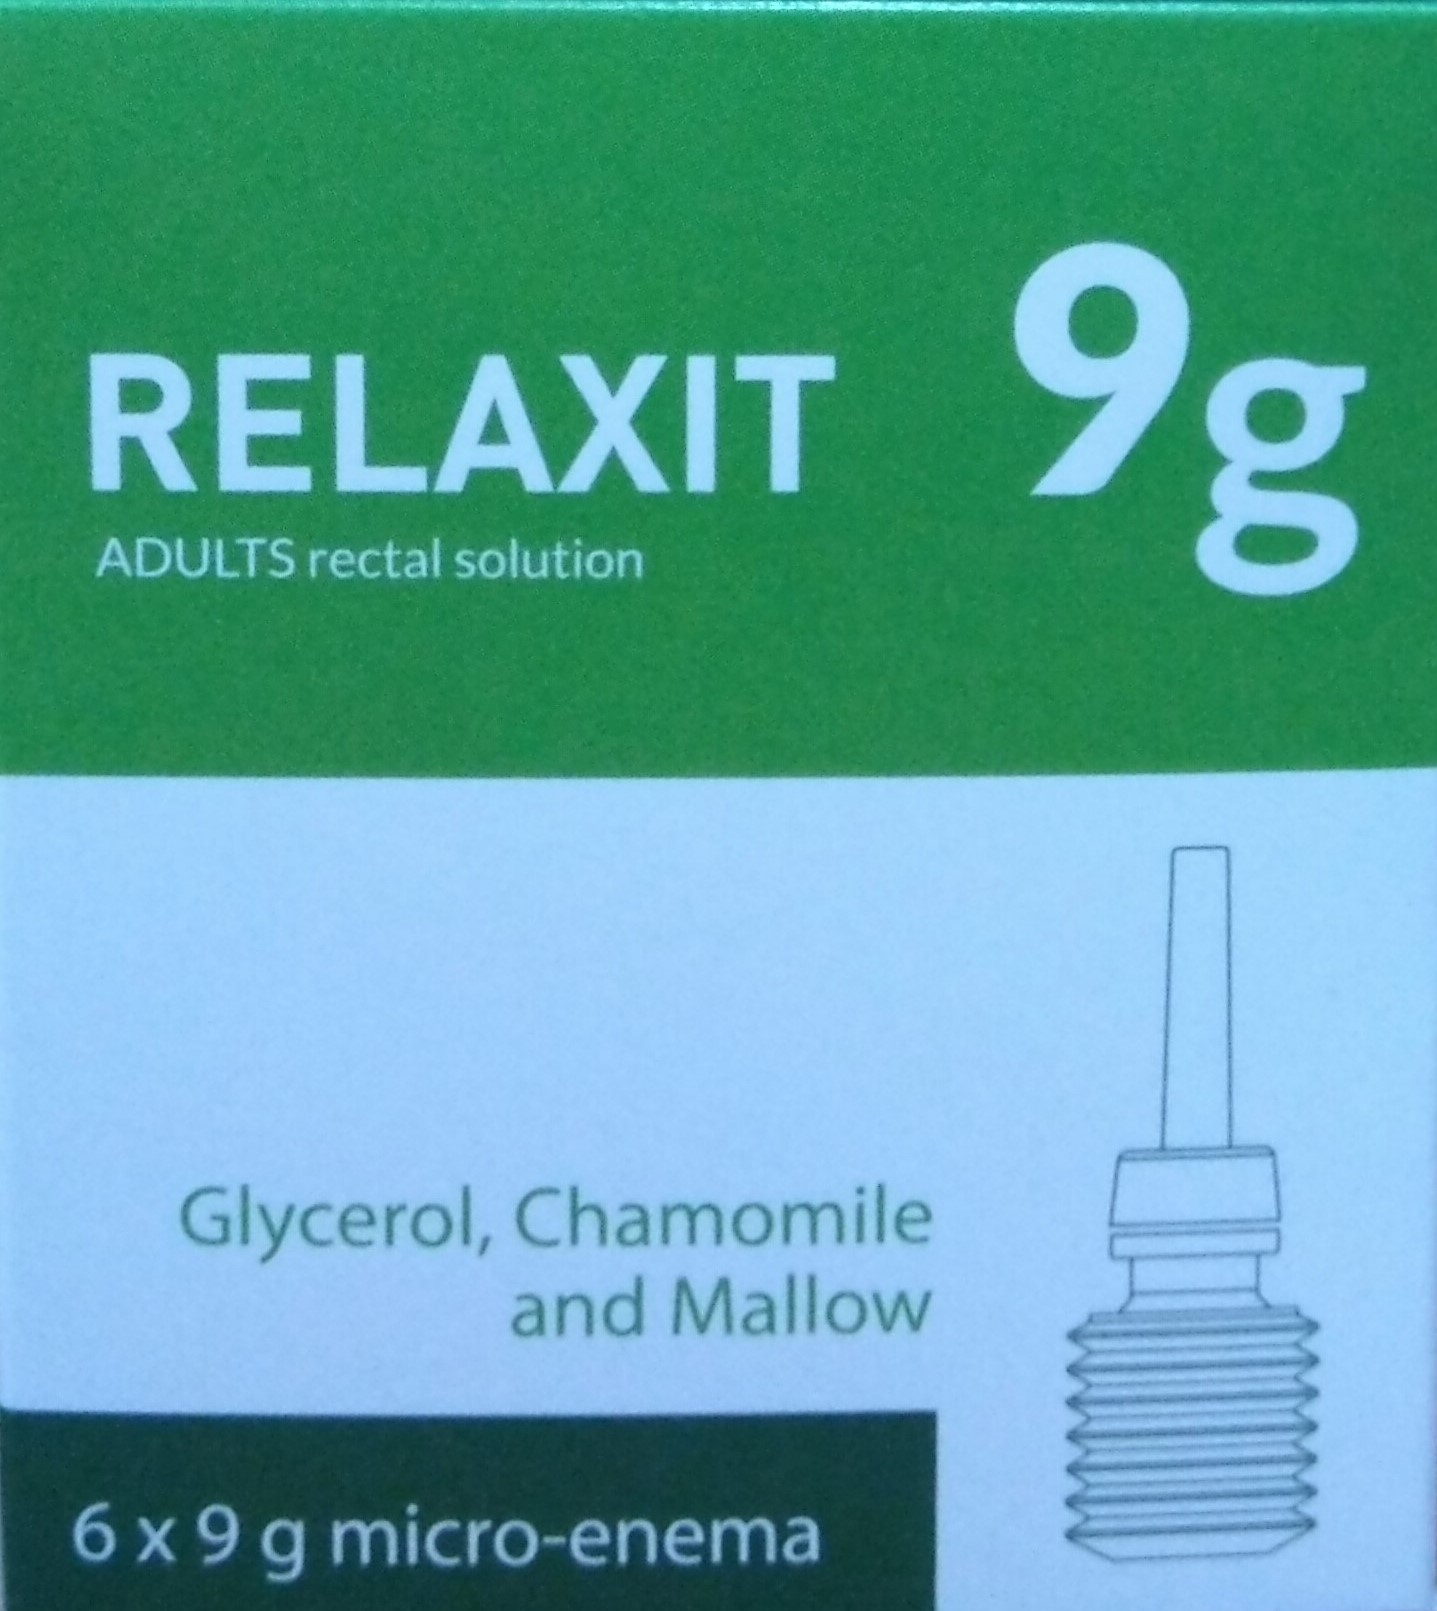 RELAXIT 9g
ADULTS rectal solution
Glycerol, Chamomile
and Mallow
6 x 9 g micro-enema